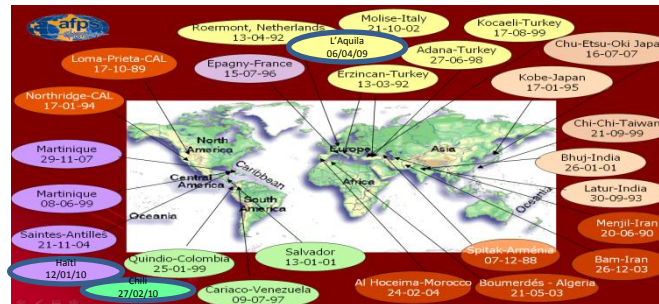 afps
Roermont, Netherlands
13-04-92
Molise-Italy
21-10-02
Kocaeli-Turkey
17-08-99
L'Aquila
06/04/09
Adana-Turkey
27-06-98
Chu-Etsu-Oki Japa
16-07-07
Loma-Prieta-CAL
17-10-89
Epagny-France
15-07-96
Erzincan-Turkey
13-03-92
Kobe-Japan
17-01-95
Northridge-CAL
17-01-94
Chi-Chi-Taiwan
21-09-99
Martinique
29-11-07
Bhuj-India
26-01-01
Martinique
08-06-99
Latur-India
30-09-93
Saintes-Antilles
21-11-04
Menjil-Iran
20-06-90
Haïti
12/01/10
Quindio-Colombia
25-01-99
Salvador
13-01-01
Spitak-Arménia
07-12-88
Bam-Iran
26-12-03
Chili
27/02/10
Cariaco-Venezuela
09-07-97
Al Hoceima-Morocco
24-02-04
Boumerdés - Algeria
21-05-03
North
America
Europe
Asia
Caribbean
Central
America
Africa
Oceania
South
America
Oceania